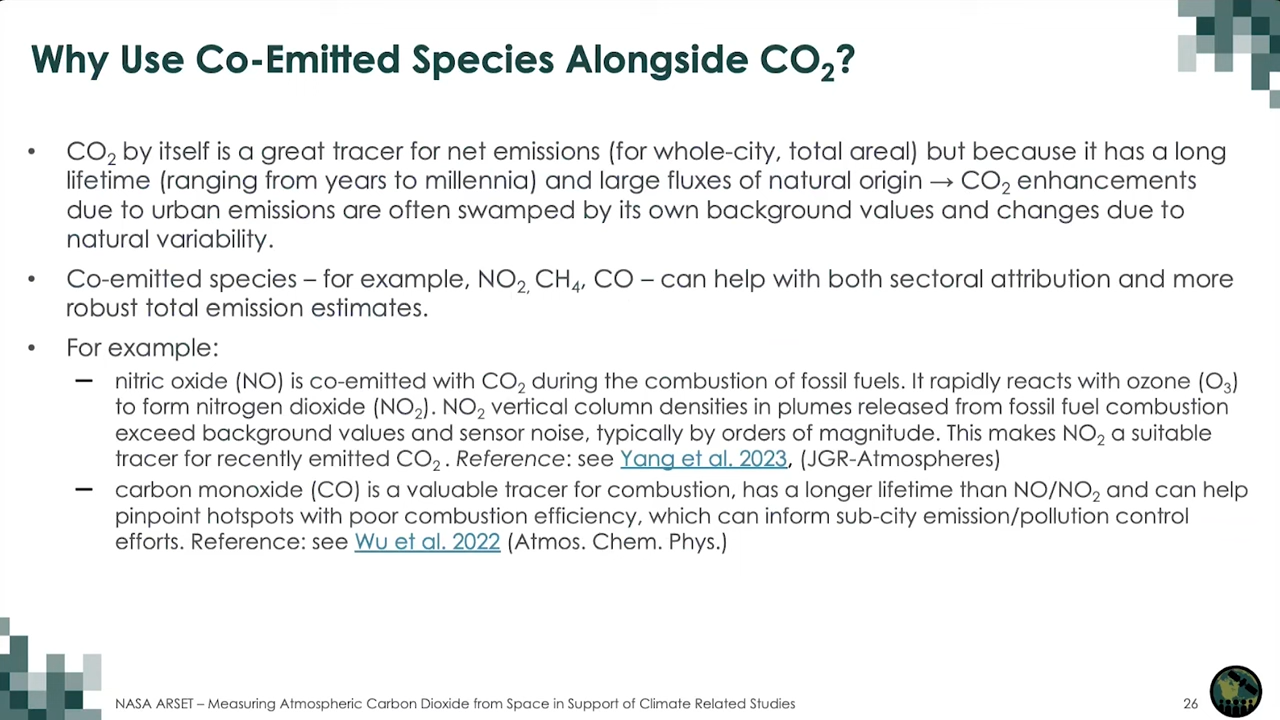 Why Use Co-Emitted Species Alongside CO₂?
• CO₂ by itself is a great tracer for net emissions (for whole-city, total areal) but because it has a long
lifetime (ranging from years to millennia) and large fluxes of natural origin → CO₂ enhancements
due to urban emissions are often swamped by its own background values and changes due to
natural variability.
• Co-emitted species – for example, NO₂, CH₄, CO – can help with both sectoral attribution and more
robust total emission estimates.
• For example:
– nitric oxide (NO) is co-emitted with CO₂ during the combustion of fossil fuels. It rapidly reacts with ozone (O₃)
to form nitrogen dioxide (NO₂). NO₂ vertical column densities in plumes released from fossil fuel combustion
exceed background values and sensor noise, typically by orders of magnitude. This makes NO₂ a suitable
tracer for recently emitted CO₂ . Reference: see Yang et al. 2023, (JGR-Atmospheres)
– carbon monoxide (CO) is a valuable tracer for combustion, has a longer lifetime than NO/NO₂ and can help
pinpoint hotspots with poor combustion efficiency, which can inform sub-city emission/pollution control
efforts. Reference: see Wu et al. 2022 (Atmos. Chem. Phys.)
NASA ARSET – Measuring Atmospheric Carbon Dioxide from Space in Support of Climate Related Studies
26